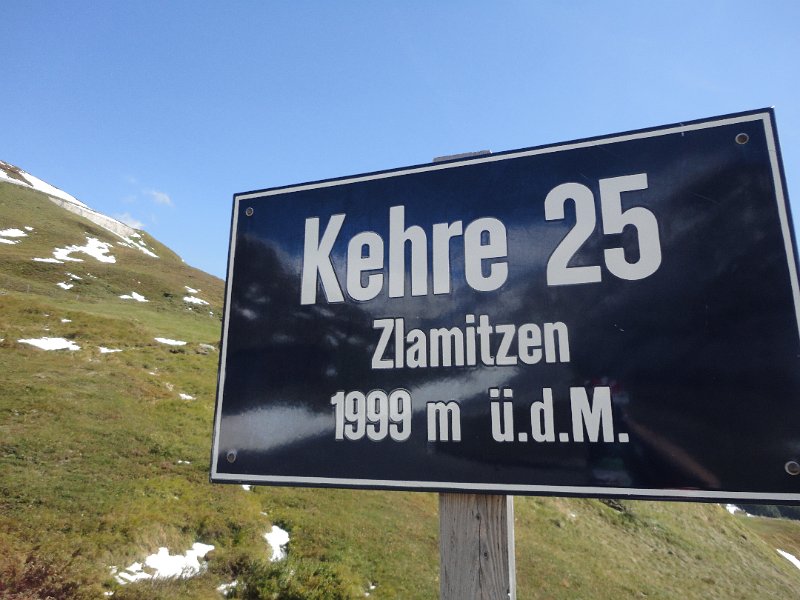 Kehre 25
Zlamitzen
1999 m ü.d.M.